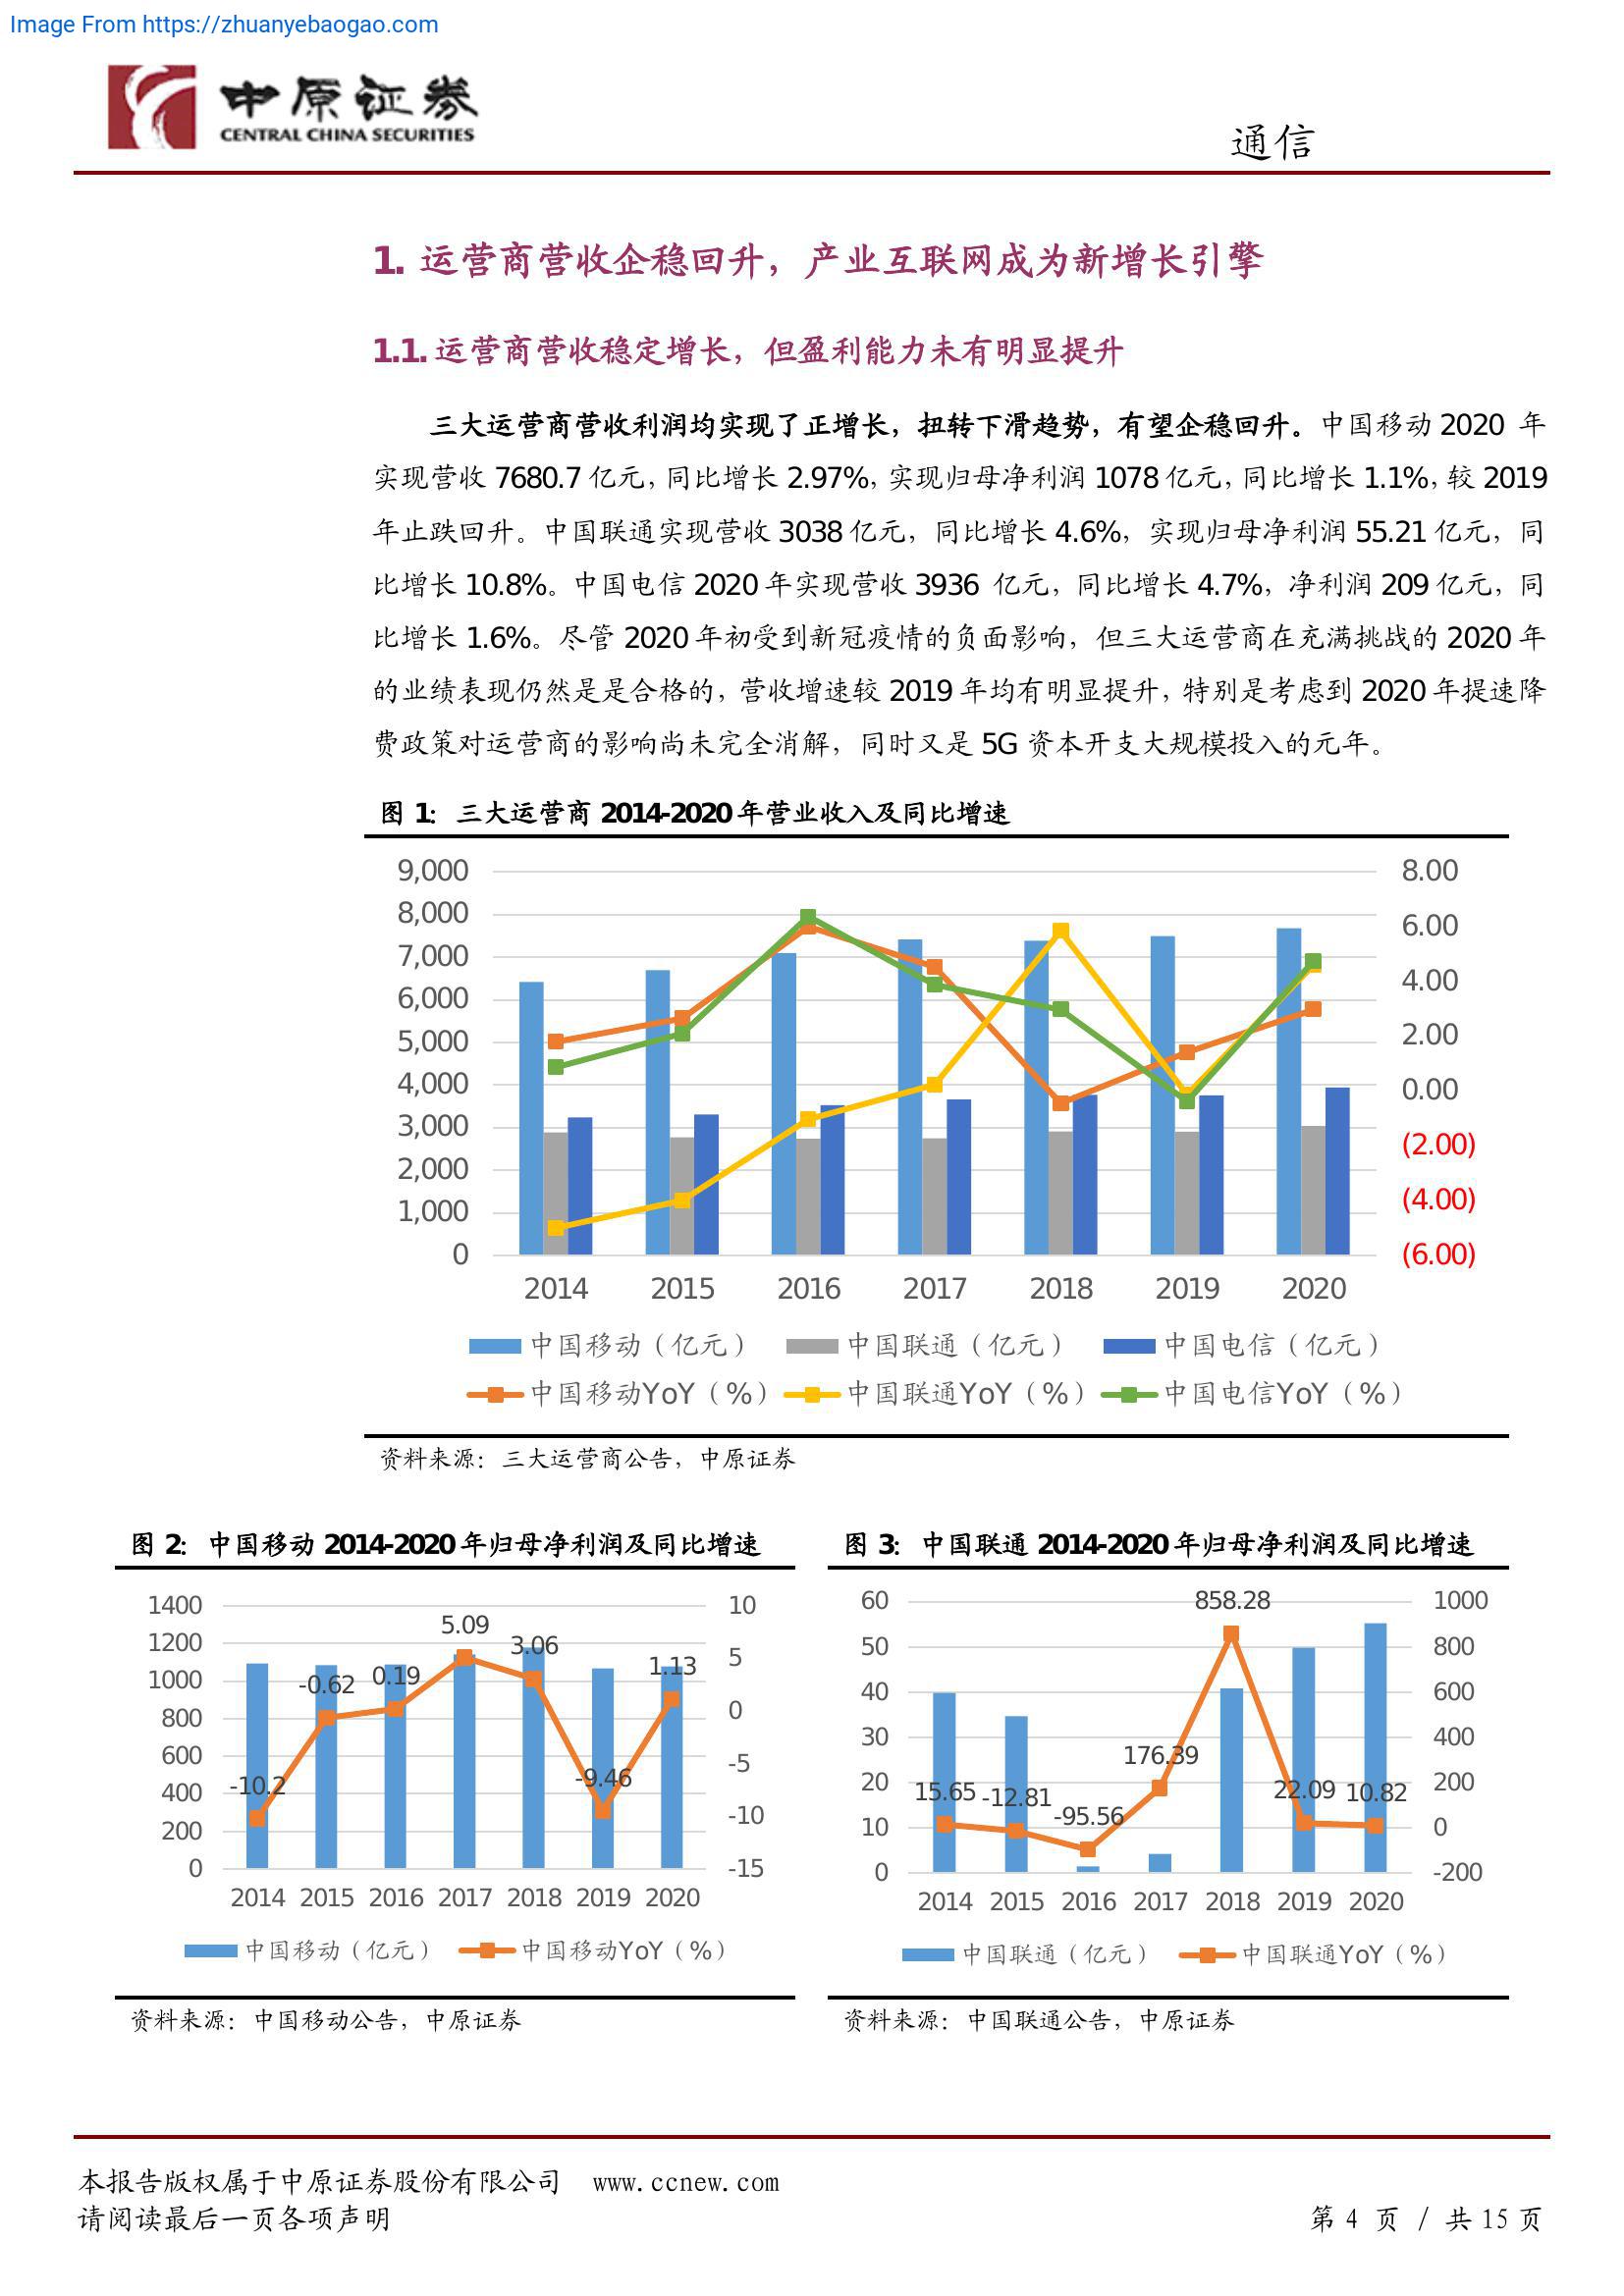 Image From https://zhuanyebaogao.com
中原证券
CENTRAL CHINA SECURITIES
通信
1. 运营商营收企稳回升，产业互联网成为新增长引擎
1.1. 运营商营收稳定增长，但盈利能力未有明显提升
三大运营商营收利润均实现了正增长，扭转下滑趋势，有望企稳回升。中国移动 2020 年
实现营收 7680.7 亿元，同比增长 2.97%，实现归母净利润 1078 亿元，同比增长 1.1%，较 2019
年止跌回升。中国联通实现营收 3038 亿元，同比增长 4.6%，实现归母净利润 55.21 亿元，同
比增长 10.8%。中国电信 2020 年实现营收 3936 亿元，同比增长 4.7%，净利润 209 亿元，同
比增长 1.6%。尽管 2020 年初受到新冠疫情的负面影响，但三大运营商在充满挑战的 2020 年
的业绩表现仍然是是合格的，营收增速较 2019 年均有明显提升，特别是考虑到 2020 年提速降
费政策对运营商的影响尚未完全消解，同时又是 5G 资本开支大规模投入的元年。
图 1：三大运营商 2014-2020 年营业收入及同比增速
9,000 8.00
8,000
6.00
7,000
4.00
6,000
5,000 2.00
4,000 0.00
3,000 (2.00)
2,000
(4.00)
1,000
0 (6.00)
2014 2015 2016 2017 2018 2019 2020
中国移动（亿元） 中国联通（亿元） 中国电信（亿元）
中国移动YoY（%） 中国联通YoY（%） 中国电信YoY（%）
资料来源：三大运营商公告，中原证券
图 2：中国移动 2014-2020 年归母净利润及同比增速
1400 10
5.09
1200 3.06 5
1000 -0.62 0.19 1.13
800 0
600 -5
400 -10.2 -9.46
200 -10
0 -15
2014 2015 2016 2017 2018 2019 2020
中国移动（亿元） 中国移动YoY（%）
资料来源：中国移动公告，中原证券
图 3：中国联通 2014-2020 年归母净利润及同比增速
60 858.28 1000
50 800
40 600
30 400
176.39
20 200
15.65 -12.81 -95.56 22.09 10.82
10 0
0 -200
2014 2015 2016 2017 2018 2019 2020
中国联通（亿元） 中国联通YoY（%）
资料来源：中国联通公告，中原证券
本报告版权属于中原证券股份有限公司 www.ccnew.com
请阅读最后一页各项声明 第 4 页 / 共 15 页